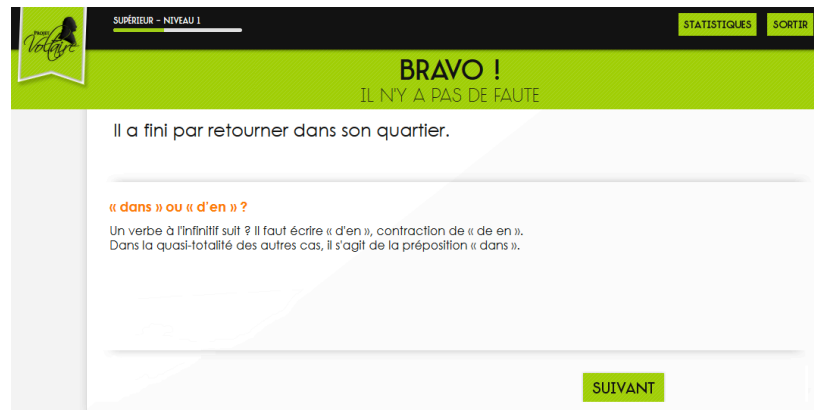 PROJET
Voltaire
SUPÉRIEUR – NIVEAU 1
STATISTIQUES
SORTIR
BRAVO !
IL N'Y A PAS DE FAUTE
Il a fini par retourner dans son quartier.
« dans » ou « d'en » ?
Un verbe à l'infinitif suit ? Il faut écrire « d'en », contraction de « de en ».
Dans la quasi-totalité des autres cas, il s'agit de la préposition « dans ».
SUIVANT